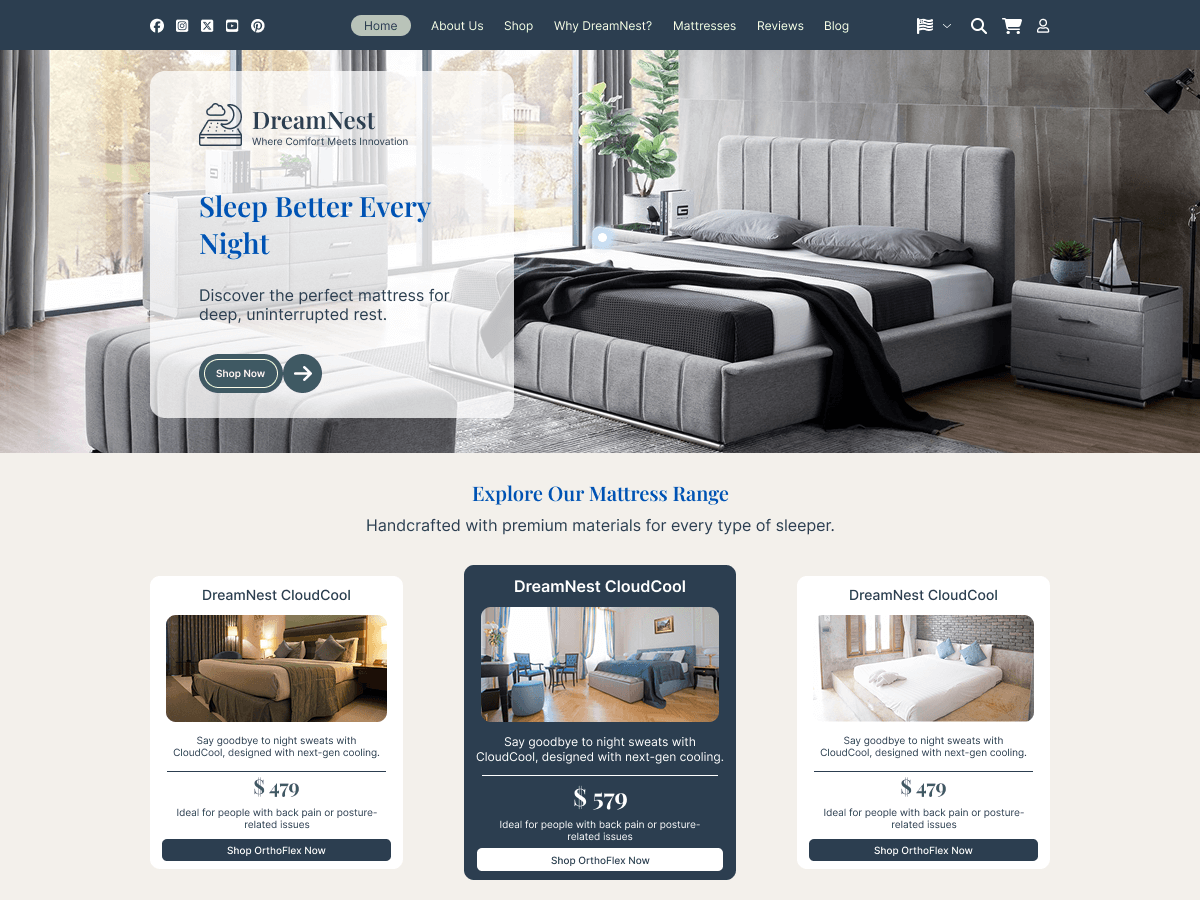 Home About Us Shop Why DreamNest? Mattresses Reviews Blog
DreamNest
Where Comfort Meets Innovation
Sleep Better Every
Night
Discover the perfect mattress for
deep, uninterrupted rest.
Shop Now
Explore Our Mattress Range
Handcrafted with premium materials for every type of sleeper.
DreamNest CloudCool
Say goodbye to night sweats with
CloudCool, designed with next-gen cooling.
$ 479
Ideal for people with back pain or posture-
related issues
Shop OrthoFlex Now
DreamNest CloudCool
Say goodbye to night sweats with
CloudCool, designed with next-gen cooling.
$ 579
Ideal for people with back pain or posture-
related issues
Shop OrthoFlex Now
DreamNest CloudCool
Say goodbye to night sweats with
CloudCool, designed with next-gen cooling.
$ 479
Ideal for people with back pain or posture-
related issues
Shop OrthoFlex Now